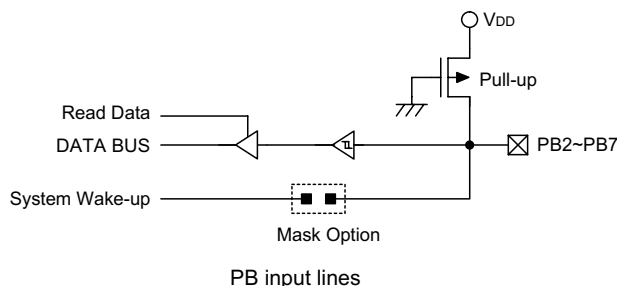 VDD
Pull-up
Read Data
DATA BUS
PB2~PB7
System Wake-up
Mask Option
PB input lines